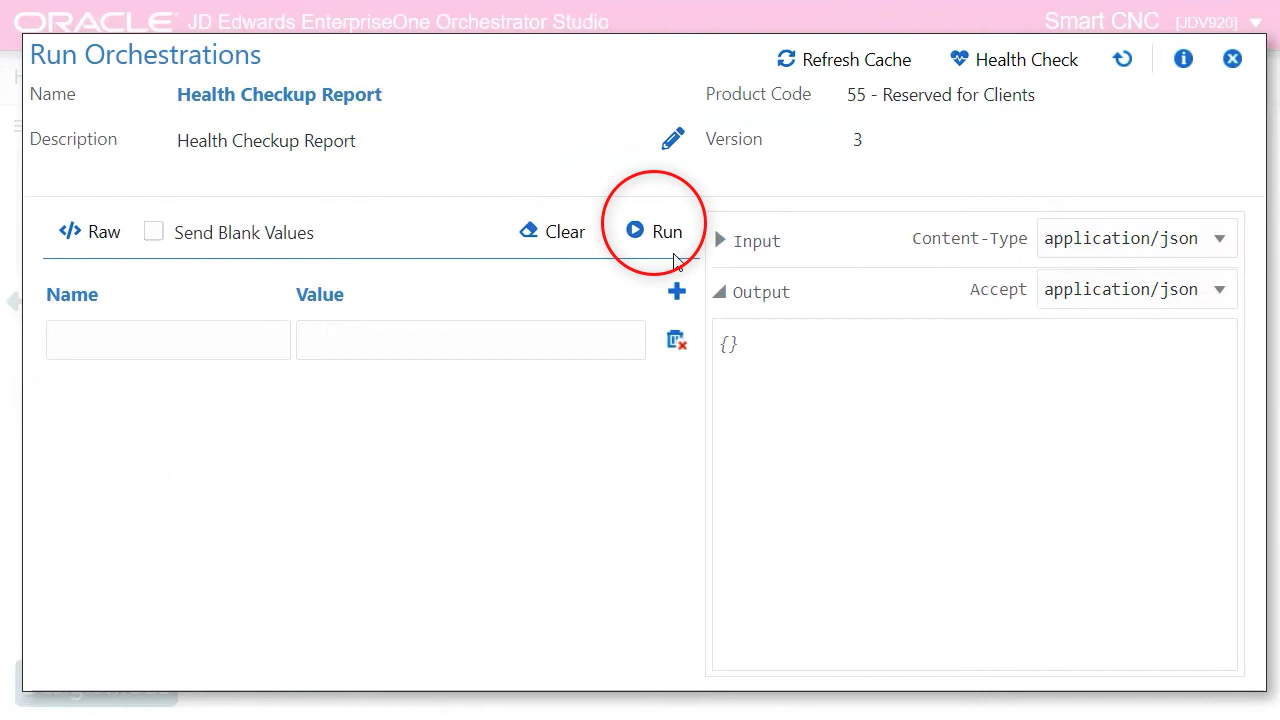 ORACLE® JD Edwards EnterpriseOne Orchestrator Studio
Smart CNC [JDV920]
Run Orchestrations
Refresh Cache
Health Check
Name Health Checkup Report
Product Code 55 - Reserved for Clients
Description Health Checkup Report
Version 3
Raw
Send Blank Values
Clear
Run
Input
Content-Type application/json
Name Value
Output
Accept application/json
{}